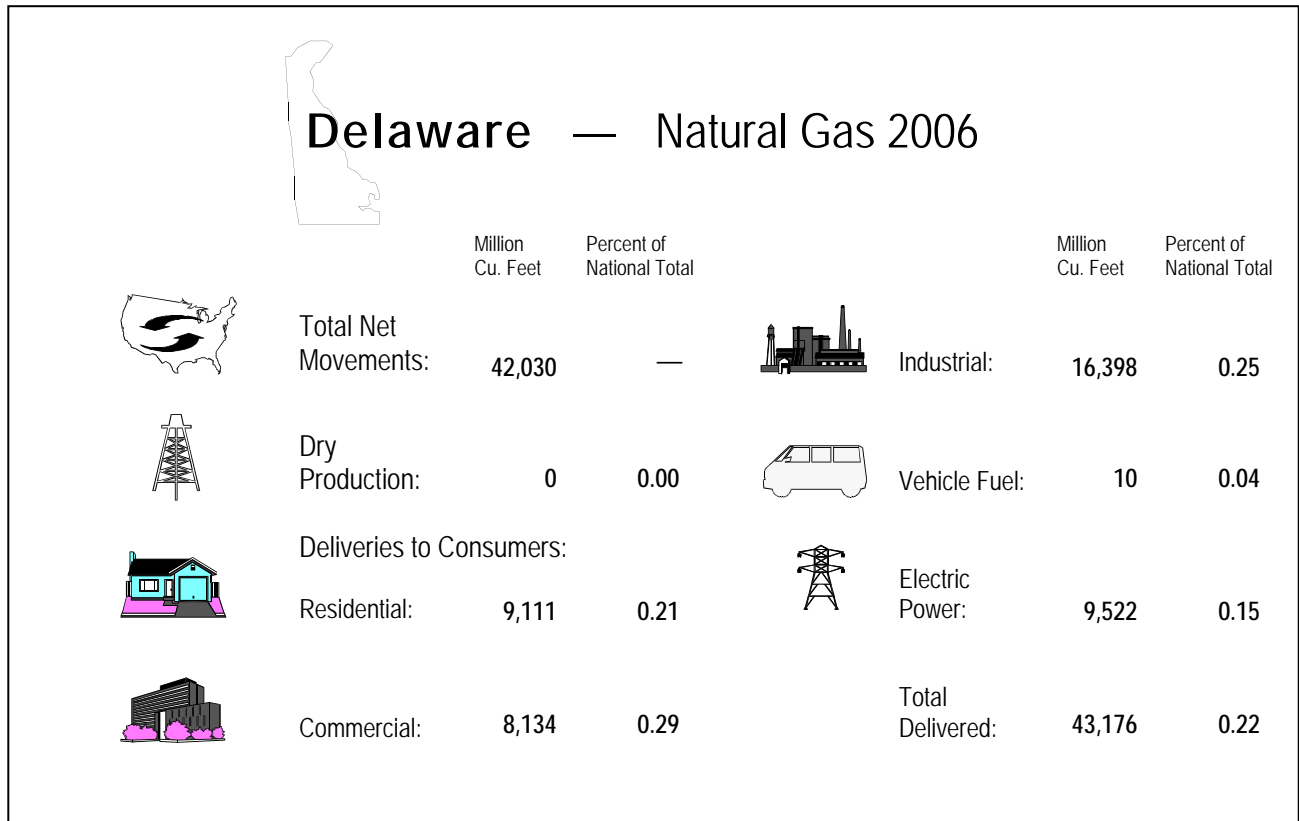 Delaware — Natural Gas 2006
Million
Cu. Feet
Percent of
National Total
Total Net
Movements: 42,030 —
Dry
Production: 0 0.00
Deliveries to Consumers:
Residential: 9,111 0.21
Commercial: 8,134 0.29
Million
Cu. Feet
Percent of
National Total
Industrial: 16,398 0.25
Vehicle Fuel: 10 0.04
Electric
Power: 9,522 0.15
Total
Delivered: 43,176 0.22